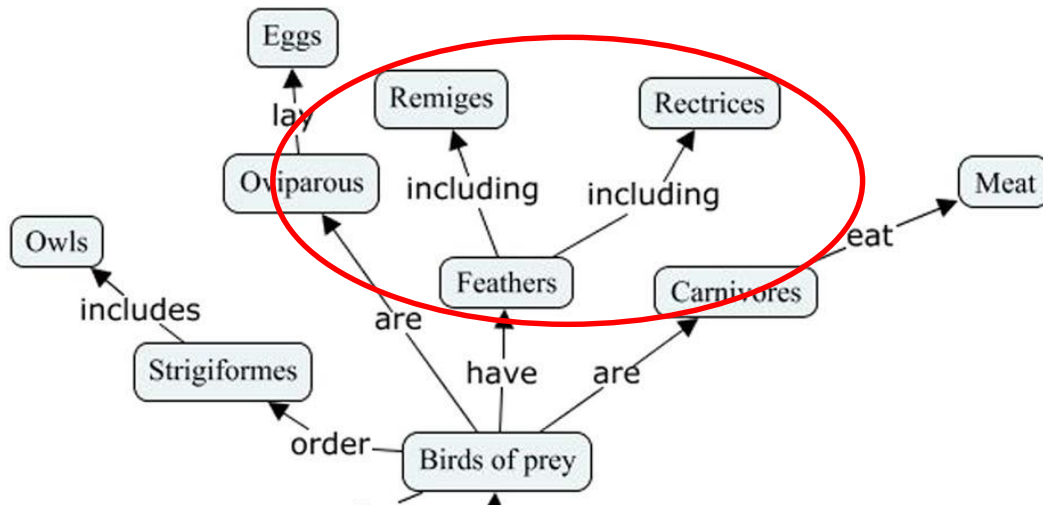 Eggs
Remiges
Rectrices
lay
Oviparous
including
including
Meat
Owls
eat
Feathers
Carnivores
includes
are
Strigiformes
have
are
order
Birds of prey